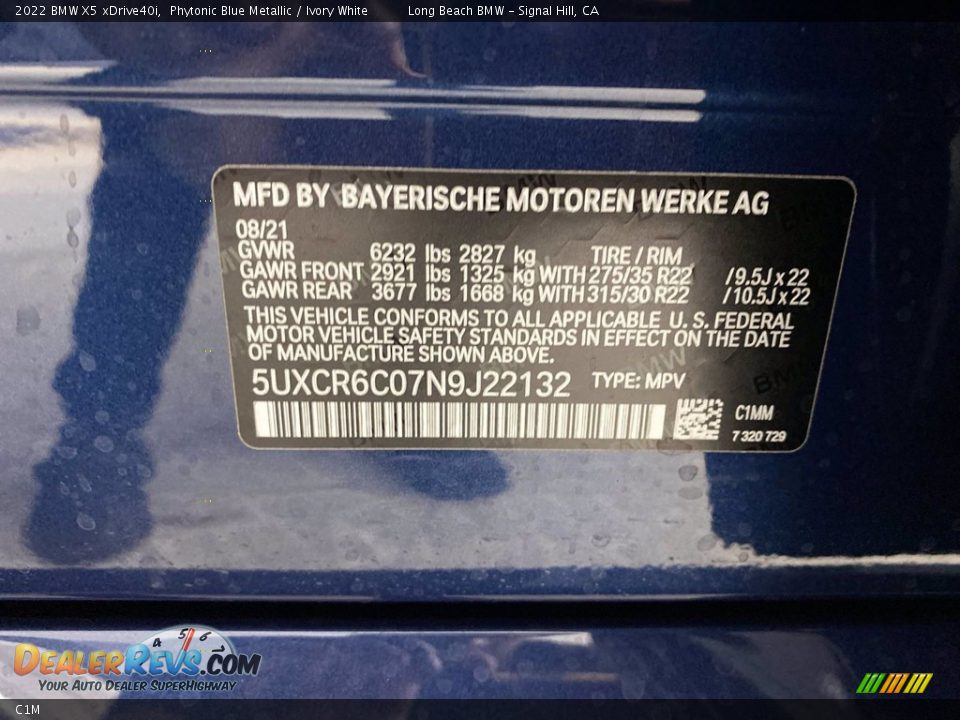 2022 BMW X5 xDrive40i, Phytonic Blue Metallic / Ivory White Long Beach BMW - Signal Hill, CA
MFD BY BAYERISCHE MOTOREN WERKE AG
08/21
GVWR 6232 lbs 2827 kg TIRE / RIM
GAWR FRONT 2921 lbs 1325 kg WITH 275/35 R22 /9.5J x 22
GAWR REAR 3677 lbs 1668 kg WITH 315/30 R22 /10.5J x 22
THIS VEHICLE CONFORMS TO ALL APPLICABLE U. S. FEDERAL
MOTOR VEHICLE SAFETY STANDARDS IN EFFECT ON THE DATE
OF MANUFACTURE SHOWN ABOVE.
5UXCR6C07N9J22132 TYPE: MPV
C1MM
7 320 729
4 5 6
DEALERREVS.COM
YOUR AUTO DEALER SUPERHIGHWAY
C1M